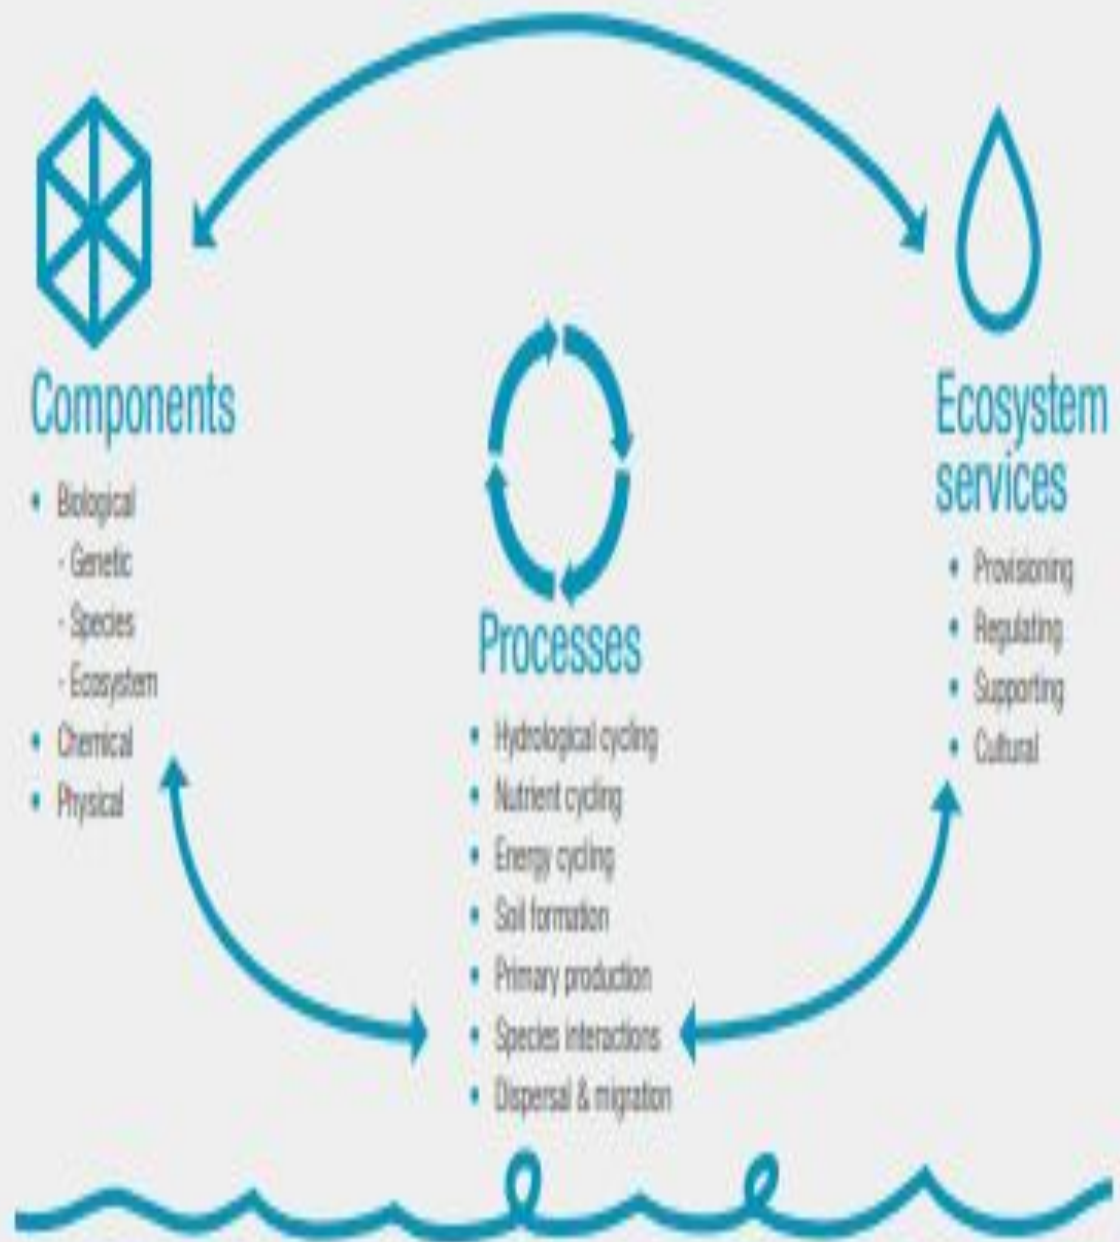 Components
• Biological
- Genetic
- Species
- Ecosystem
• Chemical
• Physical
Processes
• Hydrological cycling
• Nutrient cycling
• Energy cycling
• Soil formation
• Primary production
• Species interactions
• Dispersal & migration
Ecosystem
services
• Provisioning
• Regulating
• Supporting
• Cultural